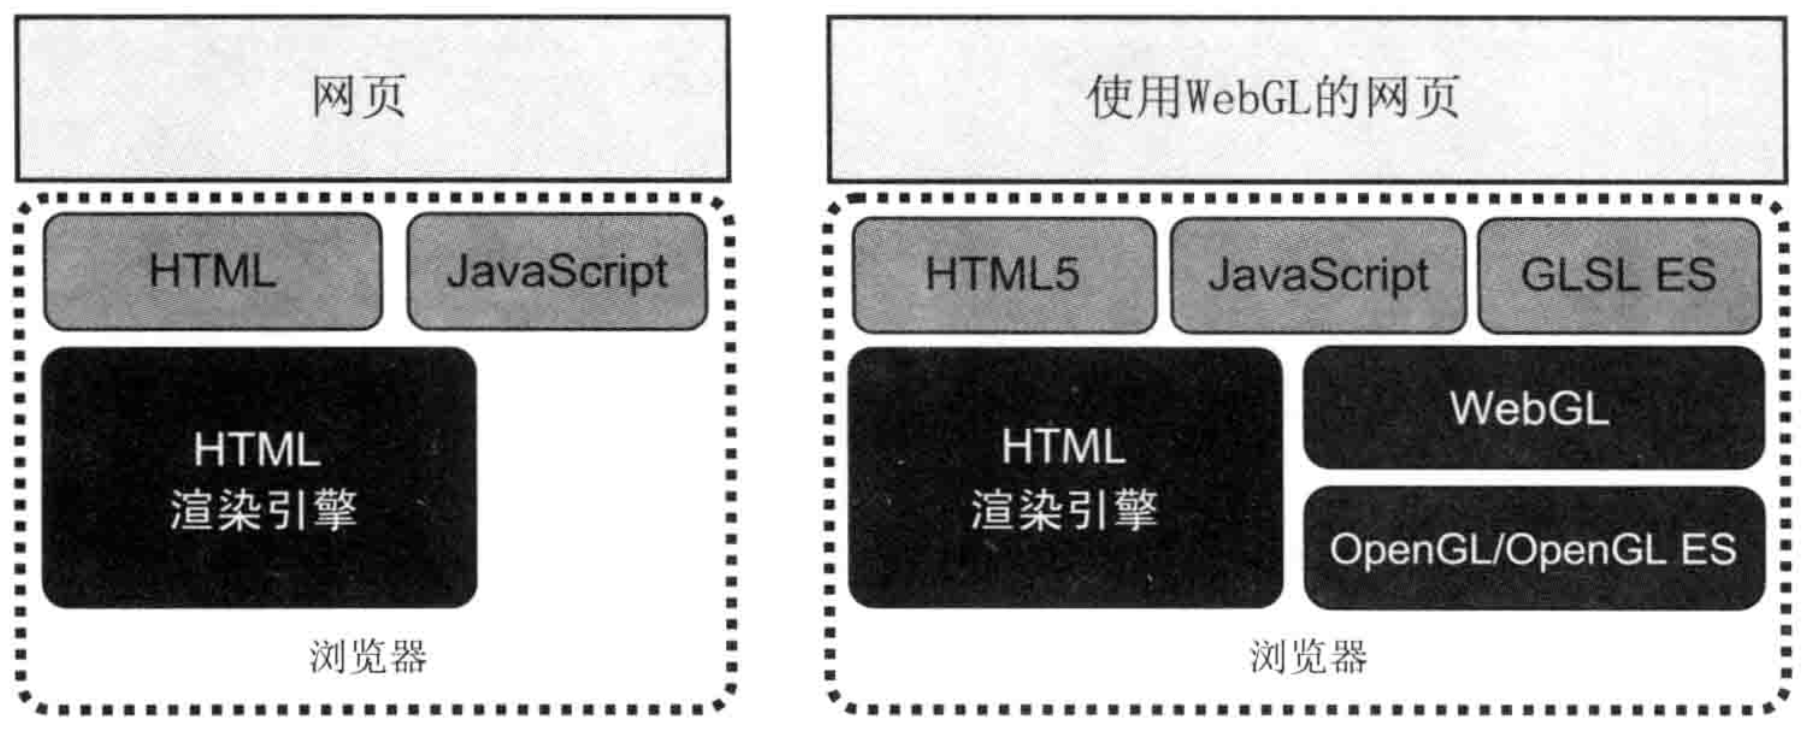 网页
HTML
JavaScript
HTML
渲染引擎
浏览器
使用WebGL的网页
HTML5
JavaScript
GLSL ES
HTML
渲染引擎
WebGL
OpenGL/OpenGL ES
浏览器